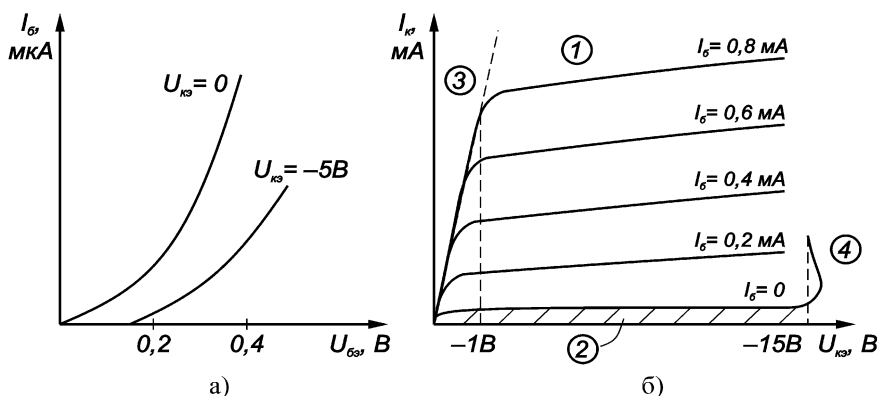 Iб,
мкА
Uкэ= 0
Uкэ= –5В
0,2
0,4
Uбэ, В
а)
Iк,
мА
3
1
Iб= 0,8 мА
Iб= 0,6 мА
Iб= 0,4 мА
Iб= 0,2 мА
4
Iб= 0
–1В
2
–15В
Uкэ, В
б)